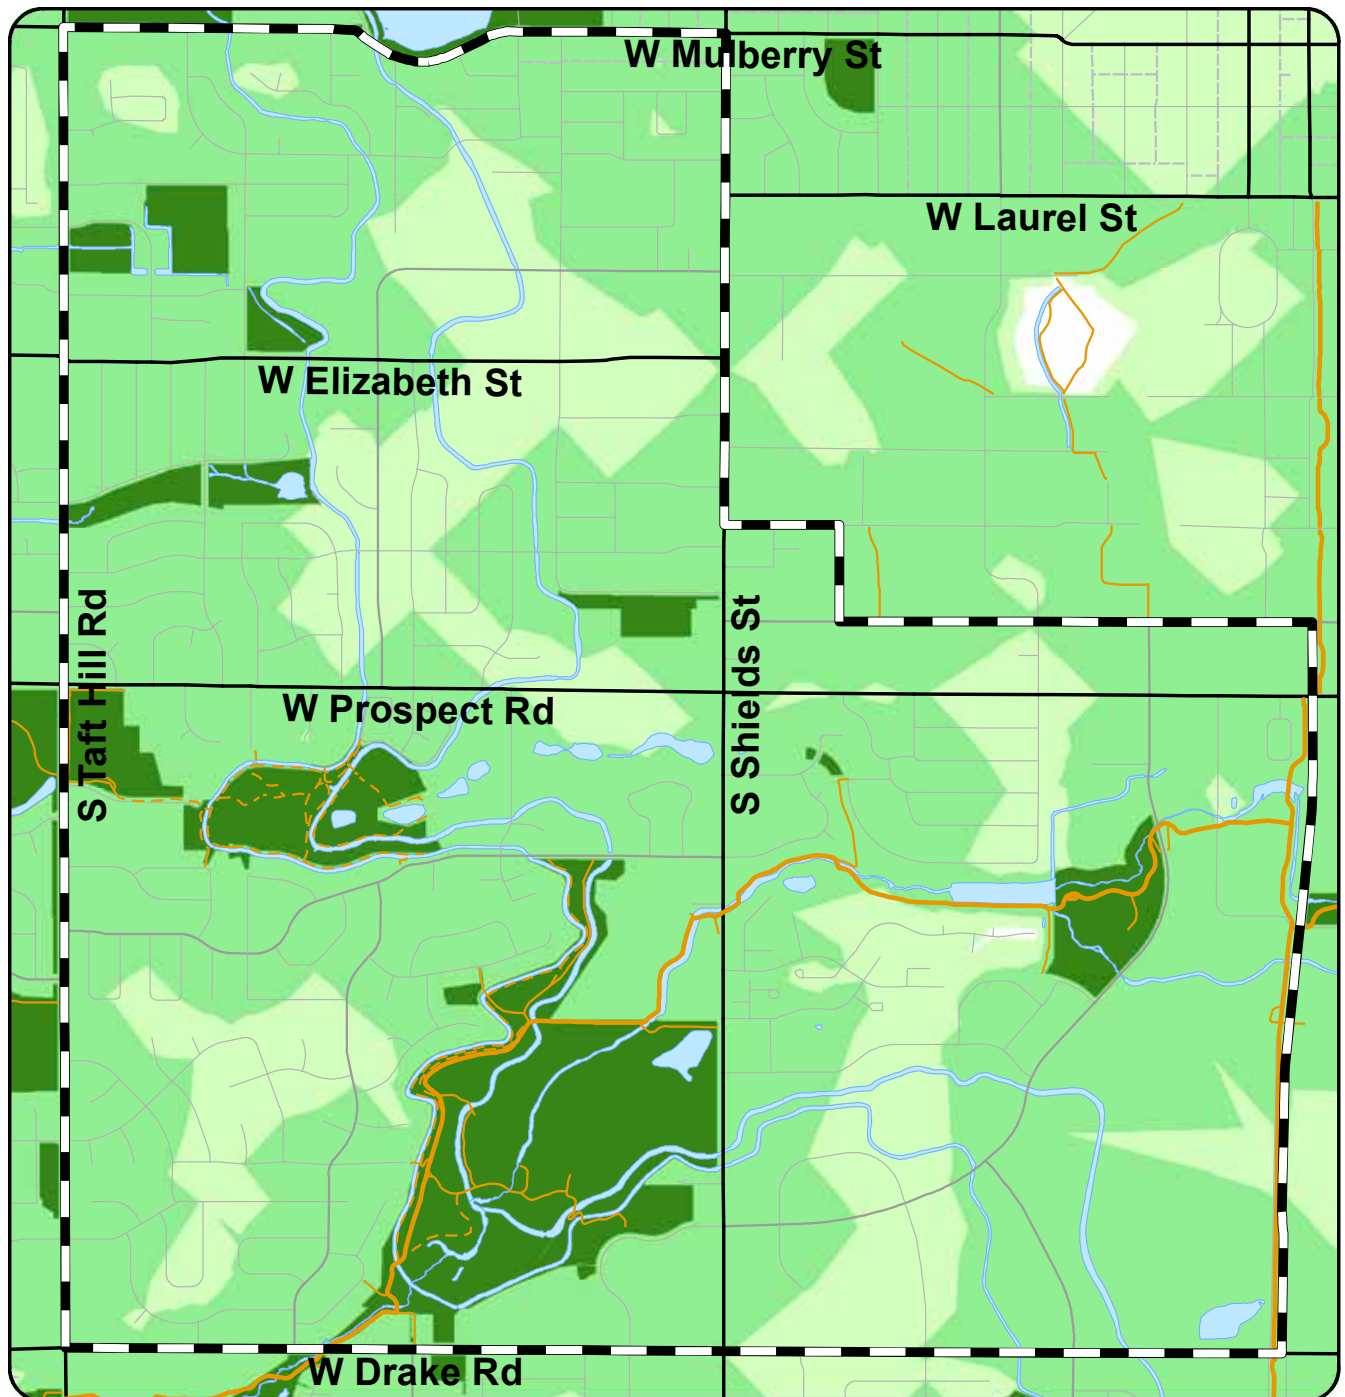 W Mulberry St
W Laurel St
W Elizabeth St
S Taft Hill Rd
S Shields St
W Prospect Rd
W Drake Rd